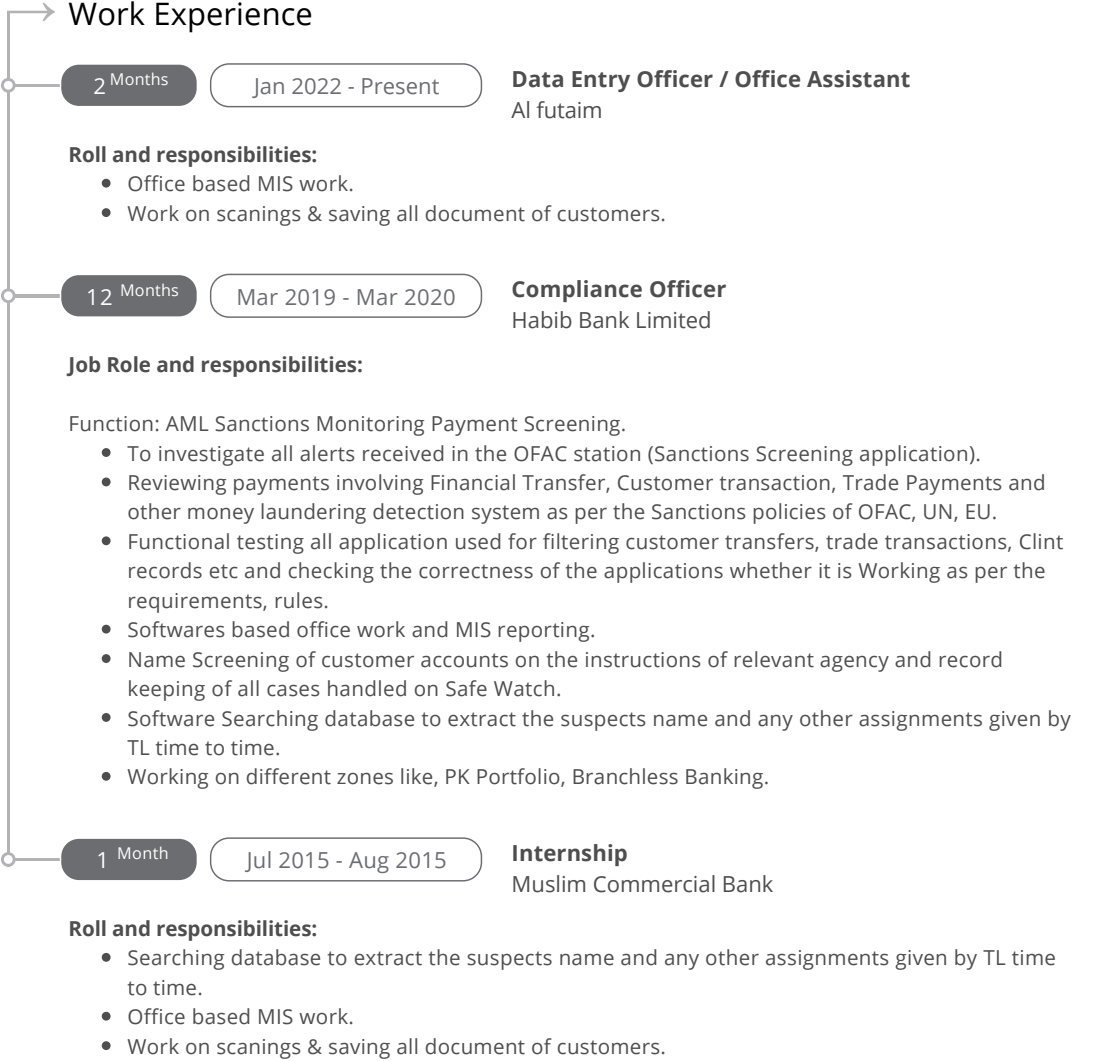 Work Experience
2 Months
Jan 2022 - Present
Data Entry Officer / Office Assistant
Al futaim
Roll and responsibilities:
Office based MIS work.
Work on scanings & saving all document of customers.
12 Months
Mar 2019 - Mar 2020
Compliance Officer
Habib Bank Limited
Job Role and responsibilities:
Function: AML Sanctions Monitoring Payment Screening.
To investigate all alerts received in the OFAC station (Sanctions Screening application).
Reviewing payments involving Financial Transfer, Customer transaction, Trade Payments and
other money laundering detection system as per the Sanctions policies of OFAC, UN, EU.
Functional testing all application used for filtering customer transfers, trade transactions, Clint
records etc and checking the correctness of the applications whether it is Working as per the
requirements, rules.
Softwares based office work and MIS reporting.
Name Screening of customer accounts on the instructions of relevant agency and record
keeping of all cases handled on Safe Watch.
Software Searching database to extract the suspects name and any other assignments given by
TL time to time.
Working on different zones like, PK Portfolio, Branchless Banking.
1 Month
Jul 2015 - Aug 2015
Internship
Muslim Commercial Bank
Roll and responsibilities:
Searching database to extract the suspects name and any other assignments given by TL time
to time.
Office based MIS work.
Work on scanings & saving all document of customers.